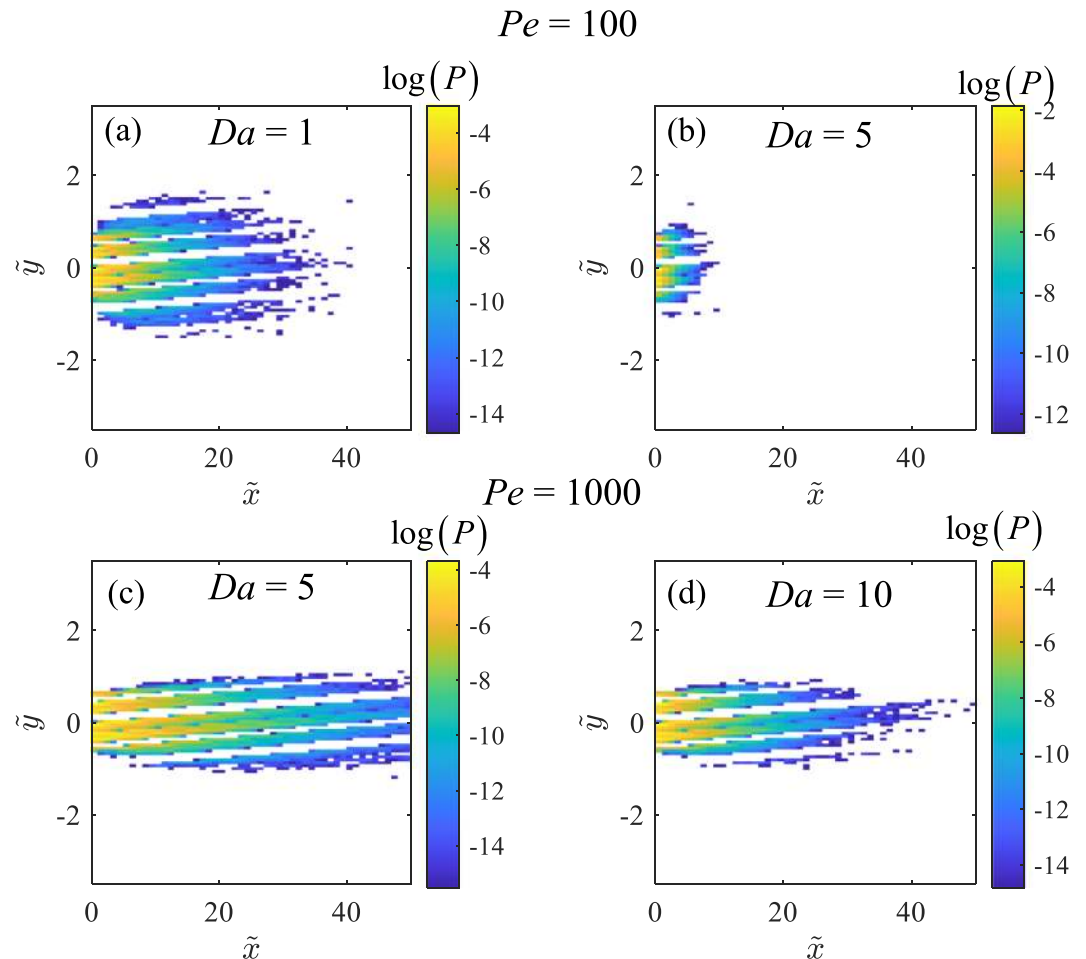 Pe = 100
log(P) log(P)
(a) Da = 1 (b) Da = 5
-4 -6 -8 -10 -12 -14
-2 -4 -6 -8 -10 -12
2 0 -2 ỹ
2 0 -2 ỹ
0 20 40 0 20 40
x̃ x̃
Pe = 1000
log(P) log(P)
(c) Da = 5 (d) Da = 10
-4 -6 -8 -10 -12 -14
-4 -6 -8 -10 -12 -14
2 0 -2 ỹ
2 0 -2 ỹ
0 20 40 0 20 40
x̃ x̃